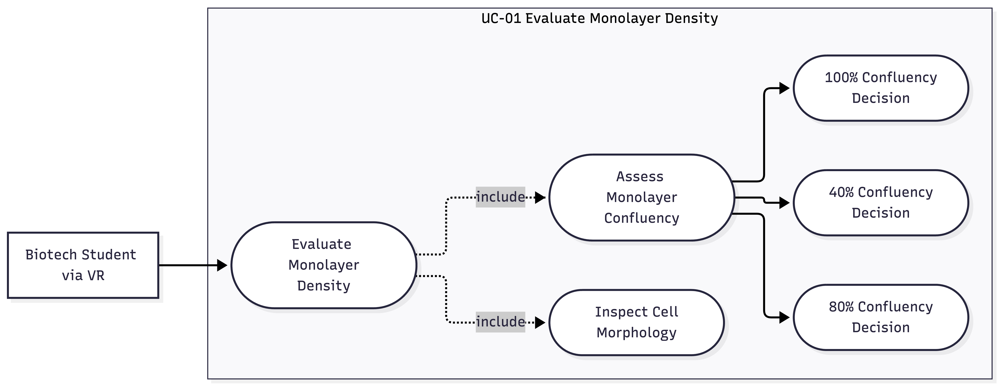 UC-01 Evaluate Monolayer Density
Biotech Student
via VR
Evaluate
Monolayer
Density
include
include
Assess
Monolayer
Confluency
Inspect Cell
Morphology
100% Confluency
Decision
40% Confluency
Decision
80% Confluency
Decision